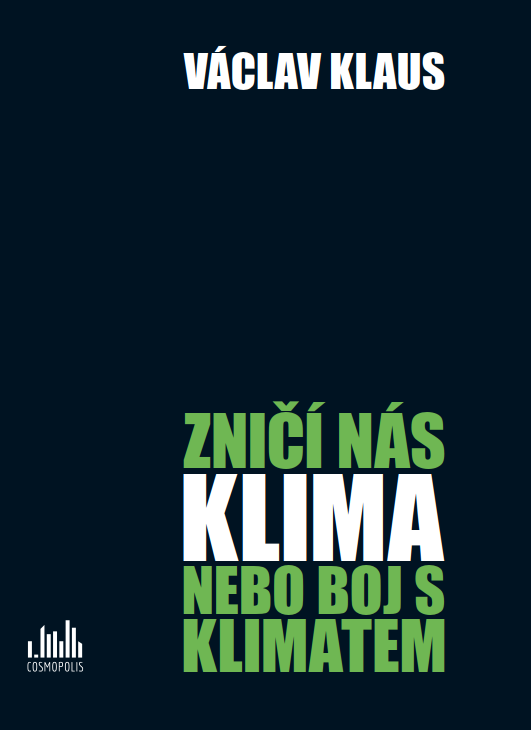 VÁCLAV KLAUS
ZNIČÍ NÁS
KLIMA
NEBO BOJ S
KLIMATEM
COSMOPOLIS